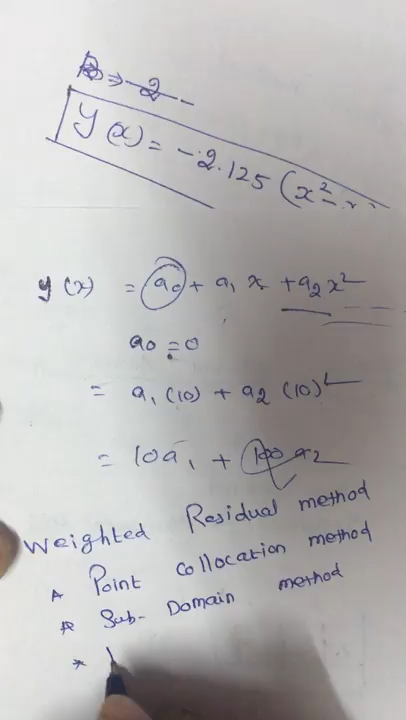 ⇒ 2
y(x) = -2.125 (x² -
y(x) = a₀ + a₁ x + a₂ x²
a₀ = 0
= a₁ (10) + a₂ (10)²
= 10a₁ + 100 a₂
Weighted Residual method
* Point collocation method
* Sub-Domain method
*